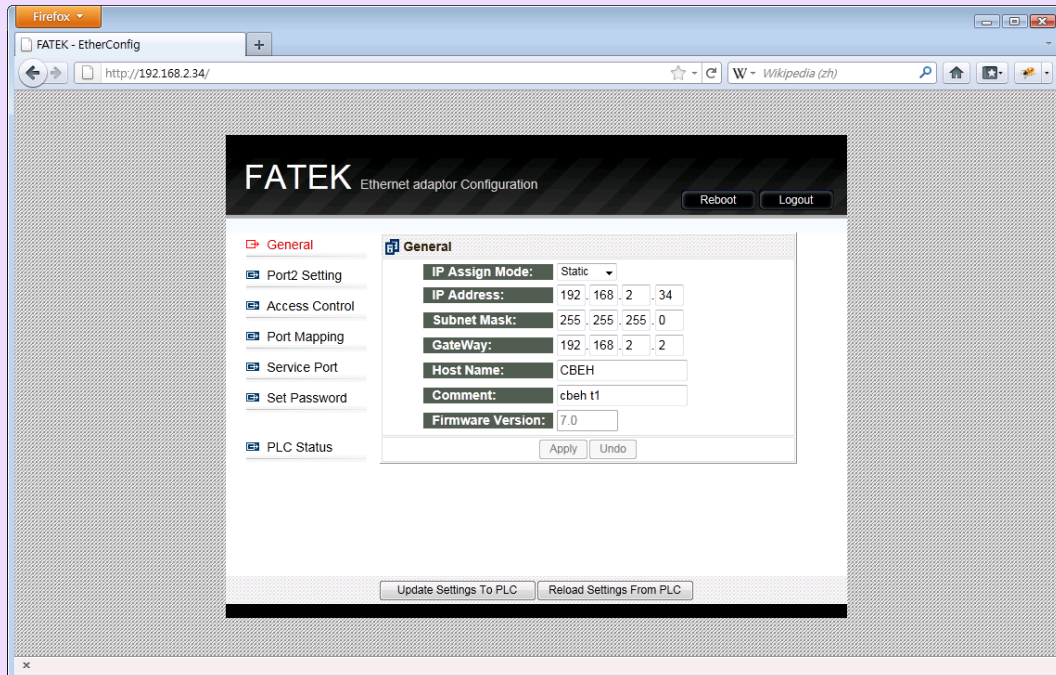 Firefox
FATEK - EtherConfig
http://192.168.2.34/
W Wikipedia (zh)
FATEK Ethernet adaptor Configuration
Reboot Logout
General
Port2 Setting
Access Control
Port Mapping
Service Port
Set Password
PLC Status
General
IP Assign Mode: Static
IP Address: 192 . 168 . 2 . 34
Subnet Mask: 255 . 255 . 255 . 0
GateWay: 192 . 168 . 2 . 2
Host Name: CBEH
Comment: cbeh t1
Firmware Version: 7.0
Apply Undo
Update Settings To PLC Reload Settings From PLC